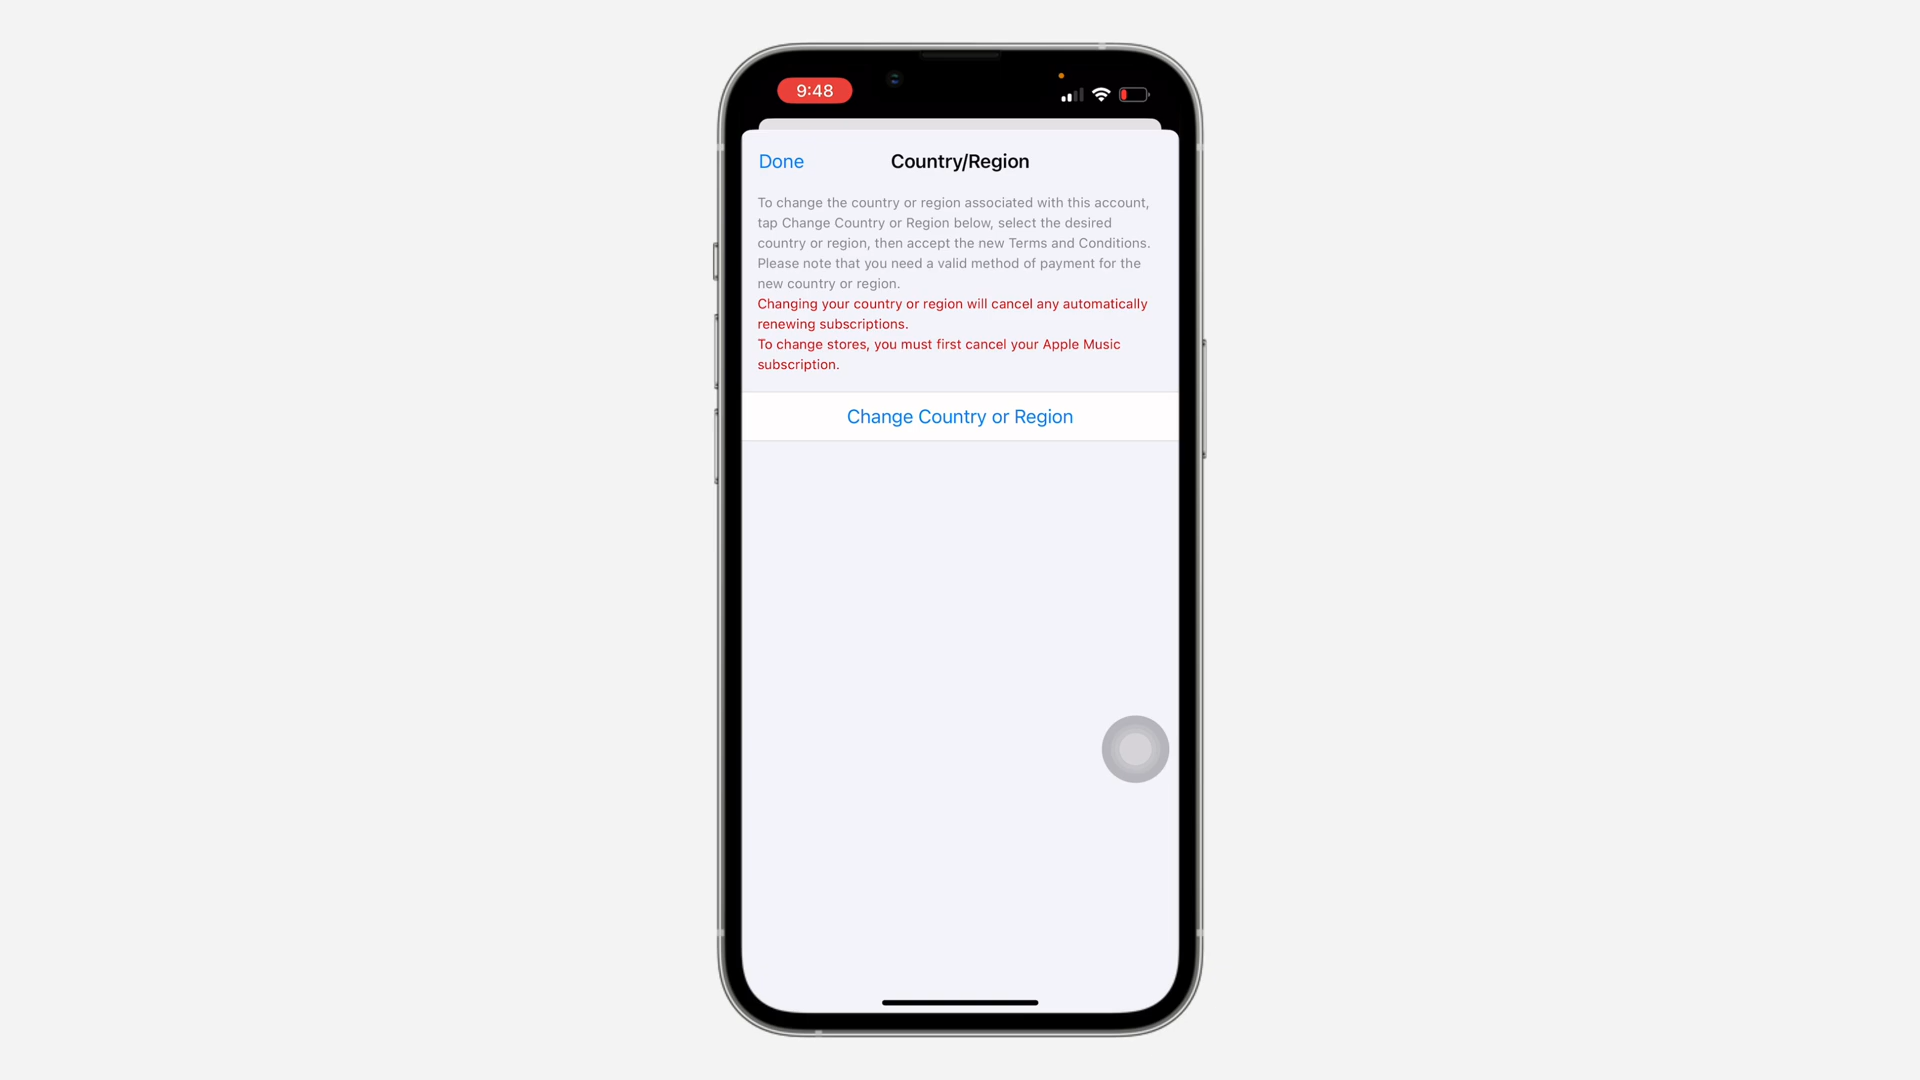 9:48
Done
Country/Region
To change the country or region associated with this account,
tap Change Country or Region below, select the desired
country or region, then accept the new Terms and Conditions.
Please note that you need a valid method of payment for the
new country or region.
Changing your country or region will cancel any automatically
renewing subscriptions.
To change stores, you must first cancel your Apple Music
subscription.
Change Country or Region